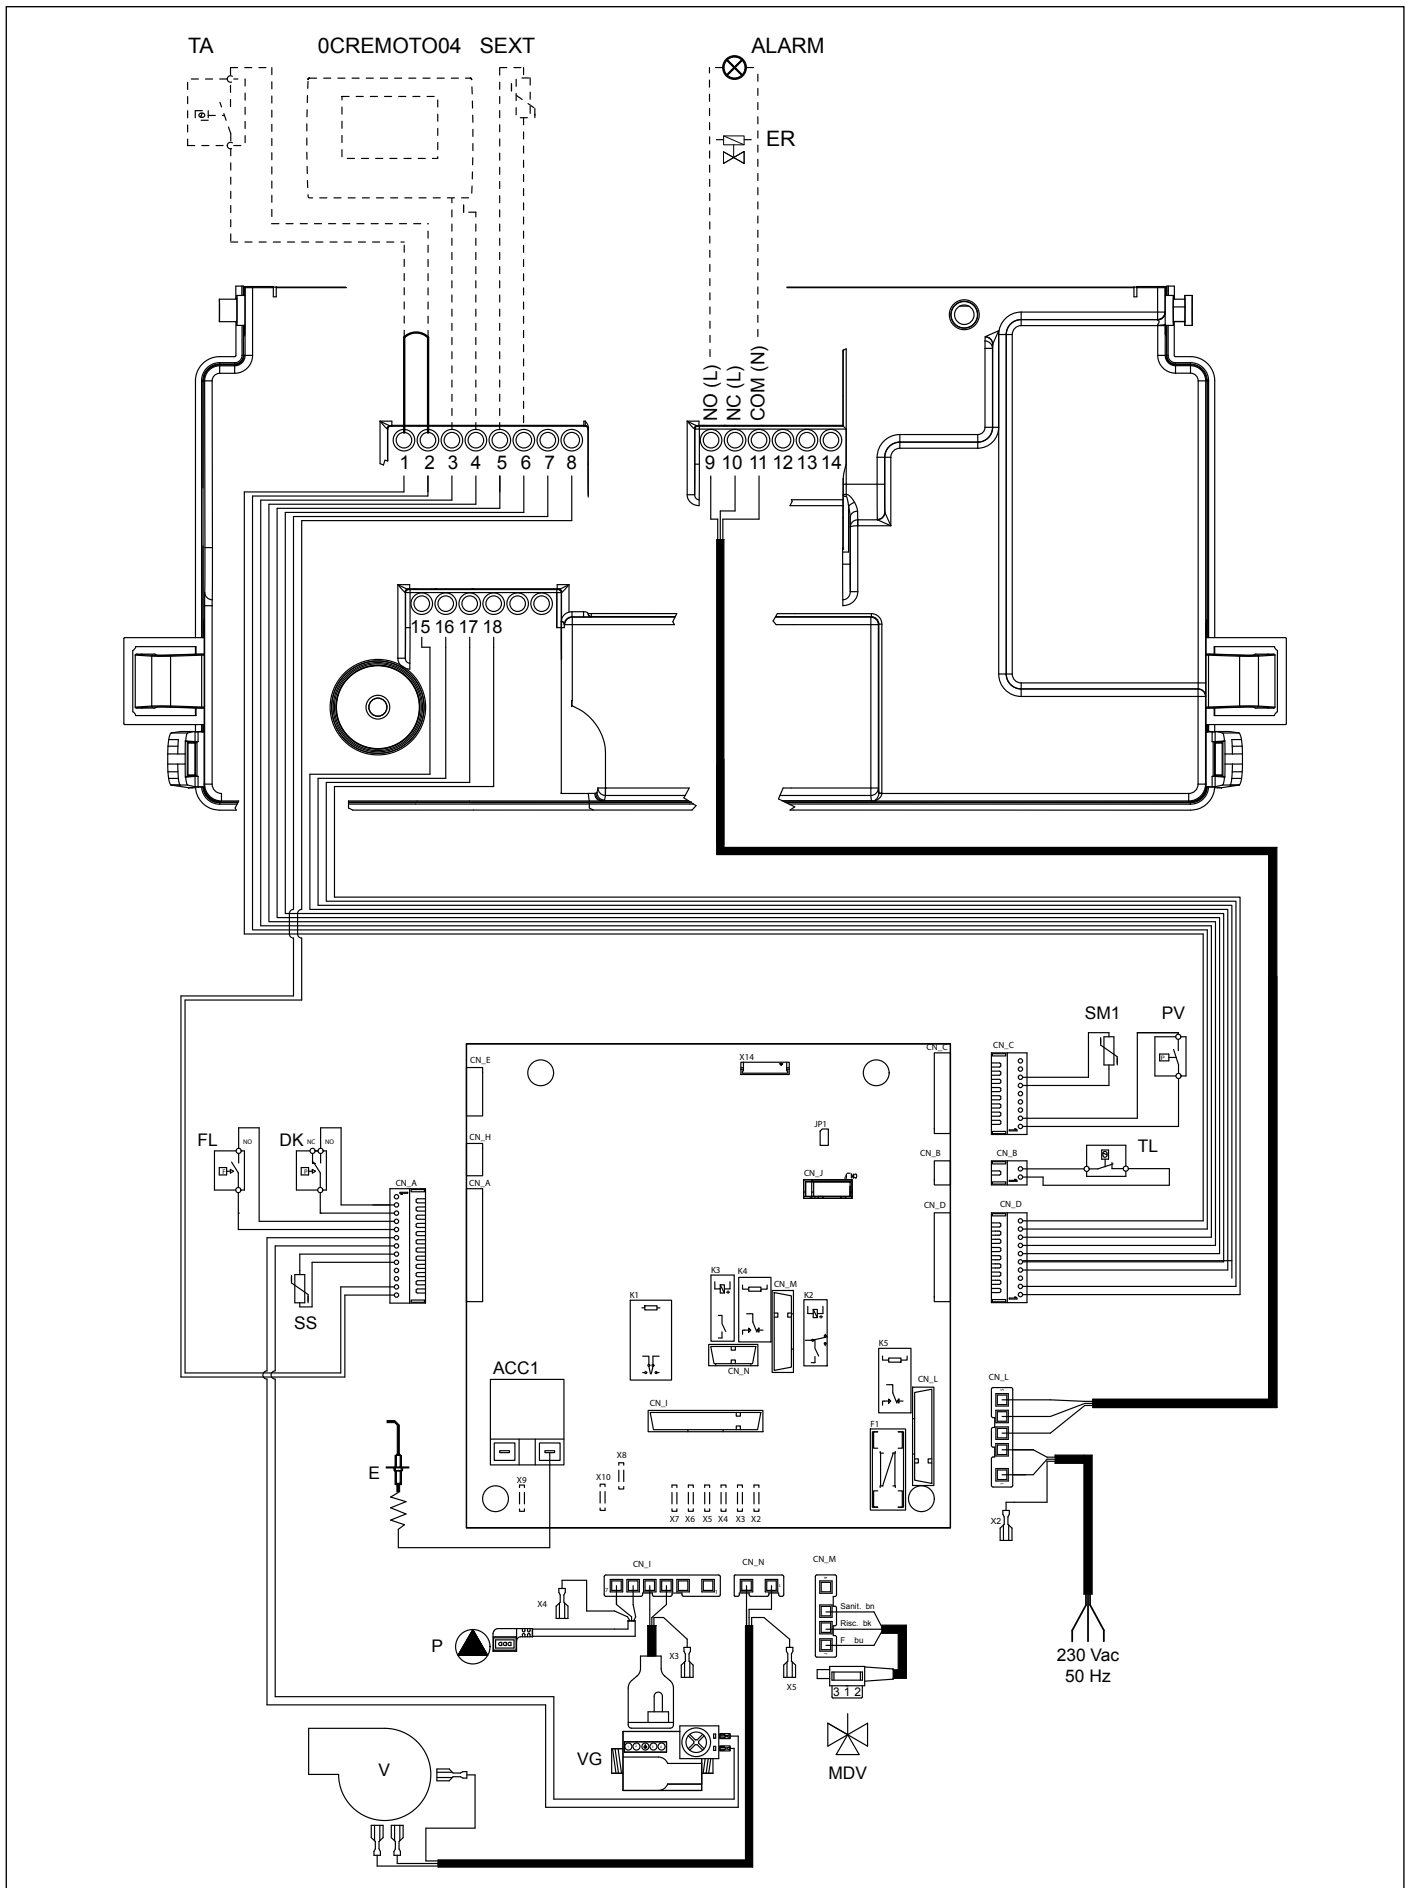 TA 0CREMOTO04 SEXT ALARM
ER
NO (L)
NC (L)
COM (N)
1 2 3 4 5 6 7 8
9 10 11 12 13 14
15 16 17 18
SM1 PV
CN_C
TL
CN_B
CN_D
FL NO DK NC NO
CN_A
SS
CN_E
X14
CN_C
JP1
CN_H
CN_J
CN_B
CN_A
CN_D
K3 K4 CN_M K2
K1
CN_N
K5
ACC1
CN_I
CN_L
F1
X8
X9 X10
X7 X6 X5 X4 X3 X2
E
CN_L
X2
230 Vac
50 Hz
CN_I
CN_N
CN_M
X4
P
X3
X5
Sanit. bn
Risc. bk
F bu
3 1 2
VG
MDV
V